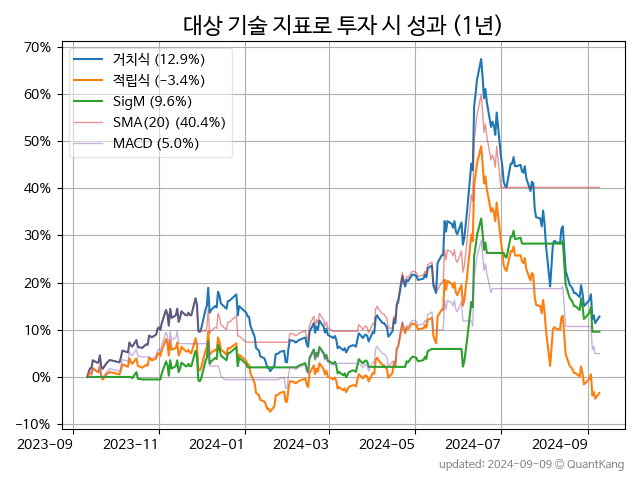 대상 기술 지표로 투자 시 성과 (1년)
70%
60%
50%
40%
30%
20%
10%
0%
−10%
거치식 (12.9%)
적립식 (−3.4%)
SigM (9.6%)
SMA(20) (40.4%)
MACD (5.0%)
2023-09
2023-11
2024-01
2024-03
2024-05
2024-07
2024-09
updated: 2024-09-09 © QuantKang